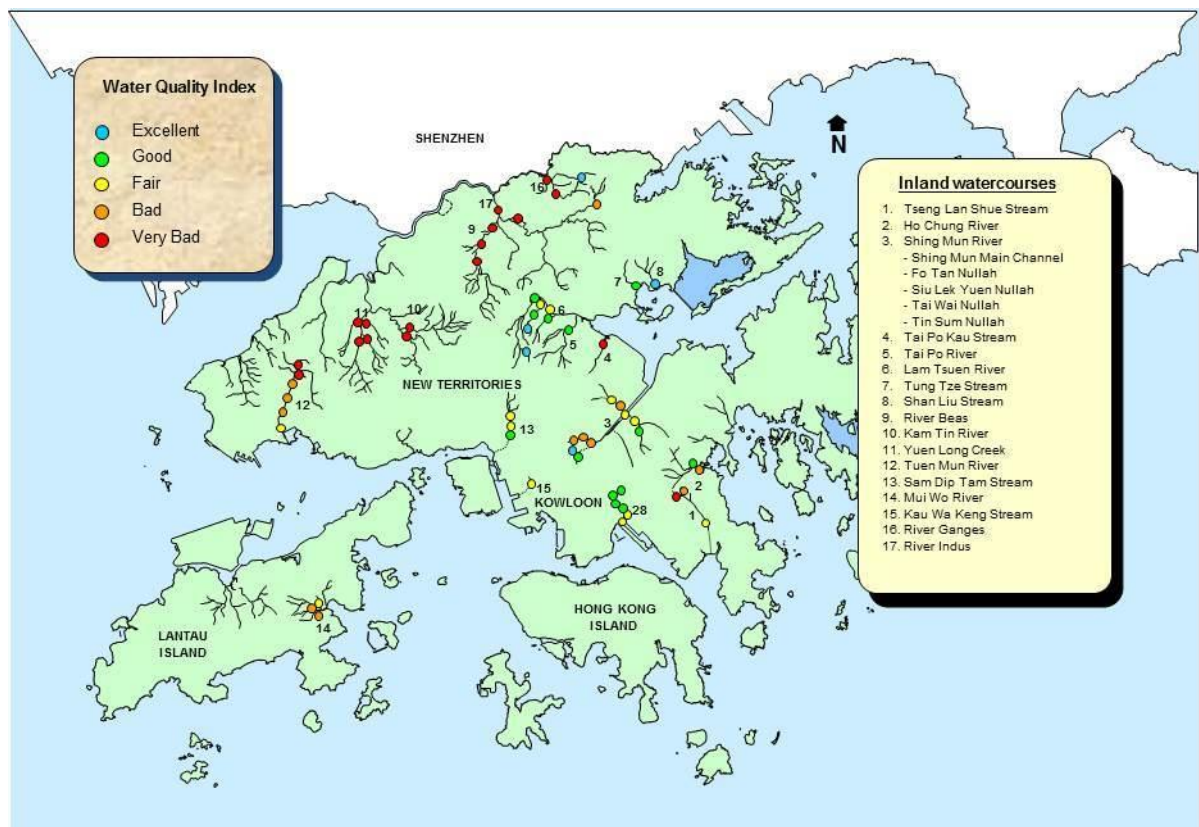 Water Quality Index
Excellent
Good
Fair
Bad
Very Bad
SHENZHEN
N
Inland watercourses
1. Tseng Lan Shue Stream
2. Ho Chung River
3. Shing Mun River
- Shing Mun Main Channel
- Fo Tan Nullah
- Siu Lek Yuen Nullah
- Tai Wai Nullah
- Tin Sum Nullah
4. Tai Po Kau Stream
5. Tai Po River
6. Lam Tsuen River
7. Tung Tze Stream
8. Shan Liu Stream
9. River Beas
10. Kam Tin River
11. Yuen Long Creek
12. Tuen Mun River
13. Sam Dip Tam Stream
14. Mui Wo River
15. Kau Wa Keng Stream
16. River Ganges
17. River Indus
16
17
9
8
7
6
5
4
11
10
NEW TERRITORIES
12
13
3
15
KOWLOON
2
28
1
14
LANTAU
ISLAND
HONG KONG
ISLAND